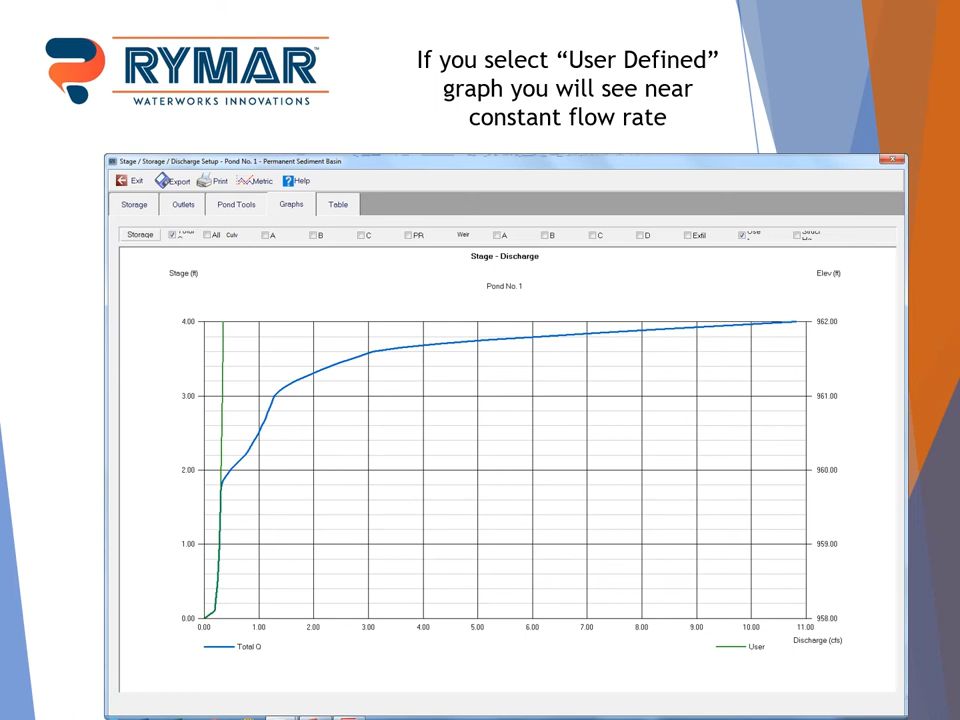 RYMAR™
WATERWORKS INNOVATIONS
If you select “User Defined”
graph you will see near
constant flow rate
Stage / Storage / Discharge Setup - Pond No. 1 - Permanent Sediment Basin
Exit Export Print Metric Help
Storage Outlets Pond Tools Graphs Table
Storage All Culv A B C PR Weir A B C D Exfil
Stage - Discharge
Stage (ft) Elev (ft)
Pond No. 1
4.00 962.00
3.00 961.00
2.00 960.00
1.00 959.00
0.00 958.00
0.00 1.00 2.00 3.00 4.00 5.00 6.00 7.00 8.00 9.00 10.00 11.00
Discharge (cfs)
Total Q User